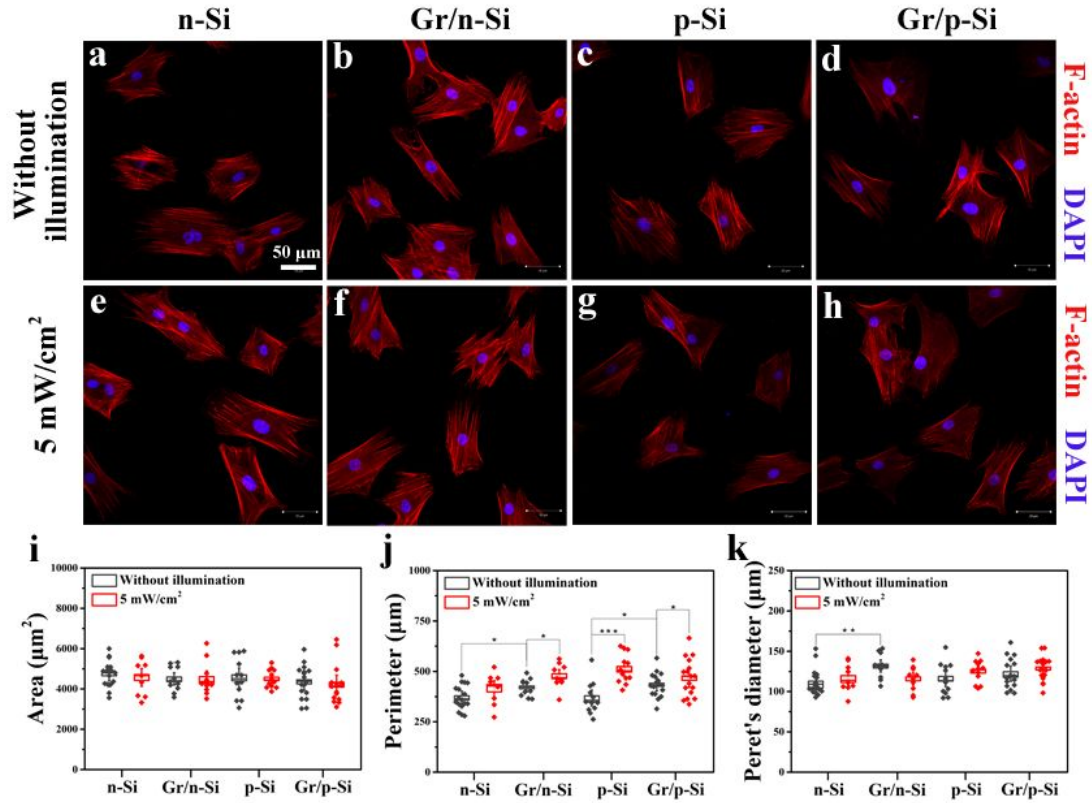 n-Si Gr/n-Si p-Si Gr/p-Si
Without illumination
a b c d
50 μm
F-actin DAPI
5 mW/cm²
e f g h
F-actin DAPI
i
Area (μm²)
10000
8000
6000
4000
2000
0
Without illumination
5 mW/cm²
n-Si Gr/n-Si p-Si Gr/p-Si
j
Perimeter (μm)
1000
750
500
250
0
Without illumination
5 mW/cm²
* * *** * *
n-Si Gr/n-Si p-Si Gr/p-Si
k
Peret's diameter (μm)
250
200
150
100
50
0
Without illumination
5 mW/cm²
**
n-Si Gr/n-Si p-Si Gr/p-Si